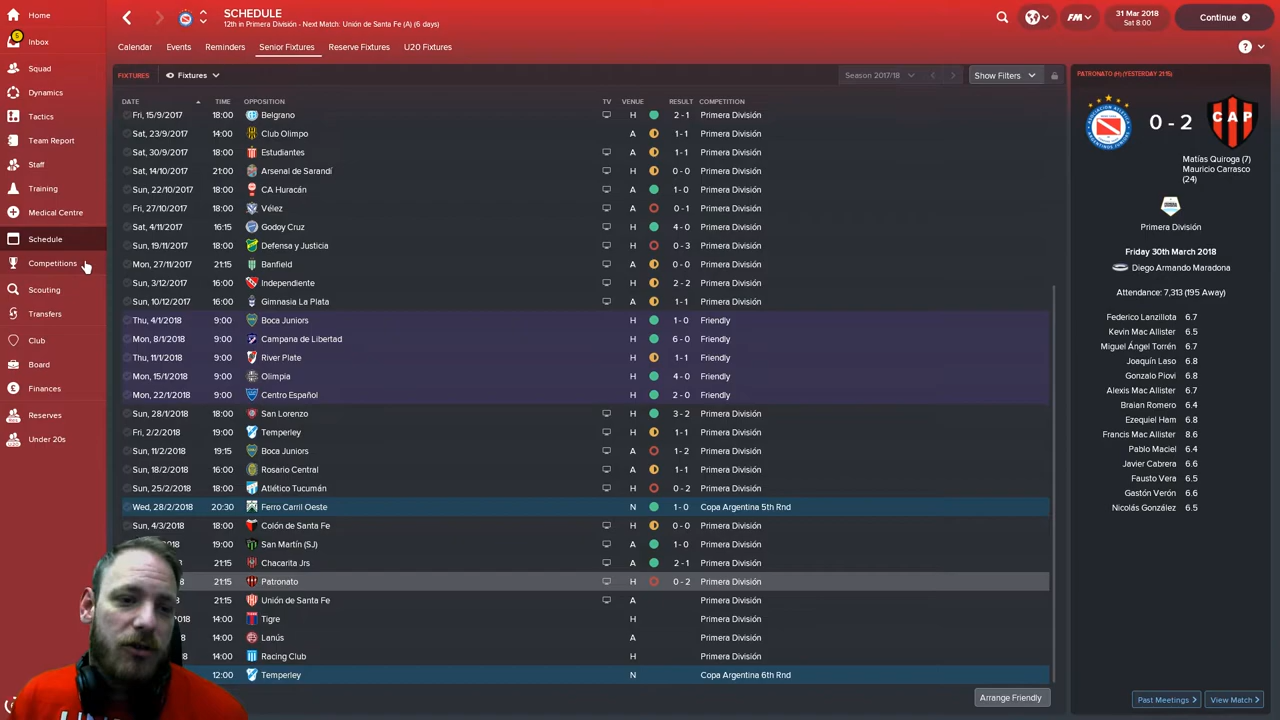 Home
5
Inbox
Squad
Dynamics
Tactics
Team Report
Staff
Training
Medical Centre
Schedule
Competitions
Scouting
Transfers
Club
Board
Finances
Reserves
Under 20s
SCHEDULE
12th in Primera División - Next Match: Unión de Santa Fe (A) (6 days)
FM
31 Mar 2018
Sat 8:00
Continue
Calendar Events Reminders Senior Fixtures Reserve Fixtures U20 Fixtures
?
FIXTURES Fixtures Season 2017/18 Show Filters
DATE TIME OPPOSITION TV VENUE RESULT COMPETITION
Fri, 15/9/2017 18:00 Belgrano H 2-1 Primera División
Sat, 23/9/2017 14:00 Club Olimpo A 1-1 Primera División
Sat, 30/9/2017 18:00 Estudiantes A 1-1 Primera División
Sat, 14/10/2017 21:00 Arsenal de Sarandí H 0-0 Primera División
Sun, 22/10/2017 18:00 CA Huracán A 1-0 Primera División
Fri, 27/10/2017 18:00 Vélez A 0-1 Primera División
Sat, 4/11/2017 16:15 Godoy Cruz H 4-0 Primera División
Sun, 19/11/2017 18:00 Defensa y Justicia H 0-3 Primera División
Mon, 27/11/2017 21:15 Banfield A 0-0 Primera División
Sun, 3/12/2017 16:00 Independiente H 2-2 Primera División
Sun, 10/12/2017 16:00 Gimnasia La Plata A 1-1 Primera División
Thu, 4/1/2018 9:00 Boca Juniors H 1-0 Friendly
Mon, 8/1/2018 9:00 Campana de Libertad H 6-0 Friendly
Thu, 11/1/2018 9:00 River Plate H 1-1 Friendly
Mon, 15/1/2018 9:00 Olimpia H 4-0 Friendly
Mon, 22/1/2018 9:00 Centro Español H 2-0 Friendly
Sun, 28/1/2018 18:00 San Lorenzo H 3-2 Primera División
Fri, 2/2/2018 18:00 Temperley H 1-1 Primera División
Sun, 11/2/2018 19:15 Boca Juniors A 1-2 Primera División
Sun, 18/2/2018 16:00 Rosario Central A 1-1 Primera División
Sun, 25/2/2018 18:00 Atlético Tucumán H 0-2 Primera División
Wed, 28/2/2018 20:30 Ferro Carril Oeste N 1-0 Copa Argentina 5th Rnd
Sun, 4/3/2018 18:00 Colón de Santa Fe H 0-0 Primera División
2018 19:00 San Martín (SJ) A 1-0 Primera División
21:15 Chacarita Jrs A 2-1 Primera División
8 21:15 Patronato H 0-2 Primera División
21:15 Unión de Santa Fe A Primera División
14:00 Tigre H Primera División
14:00 Lanús A Primera División
14:00 Racing Club H Primera División
12:00 Temperley N Copa Argentina 6th Rnd
Arrange Friendly
PATRONATO (H) (YESTERDAY 21:15)
0 - 2
CAP
Matías Quiroga (7)
Mauricio Carrasco
(24)
Primera División
Friday 30th March 2018
Diego Armando Maradona
Attendance: 7,313 (195 Away)
Federico Lanzillota 6.7
Kevin Mac Allister 6.5
Miguel Ángel Torrén 6.7
Joaquín Laso 6.8
Gonzalo Piovi 6.8
Alexis Mac Allister 6.7
Braian Romero 6.4
Ezequiel Ham 6.8
Francis Mac Allister 8.6
Pablo Maciel 6.4
Javier Cabrera 6.6
Fausto Vera 6.5
Gastón Verón 6.6
Nicolás González 6.5
Past Meetings View Match